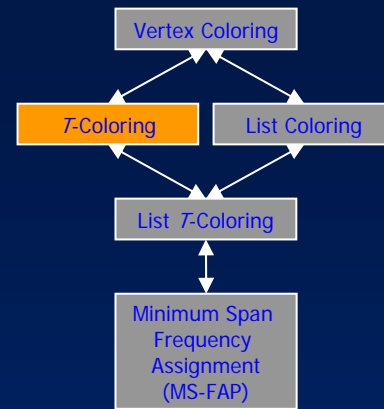 Vertex Coloring
T-Coloring
List Coloring
List T-Coloring
Minimum Span
Frequency
Assignment
(MS-FAP)